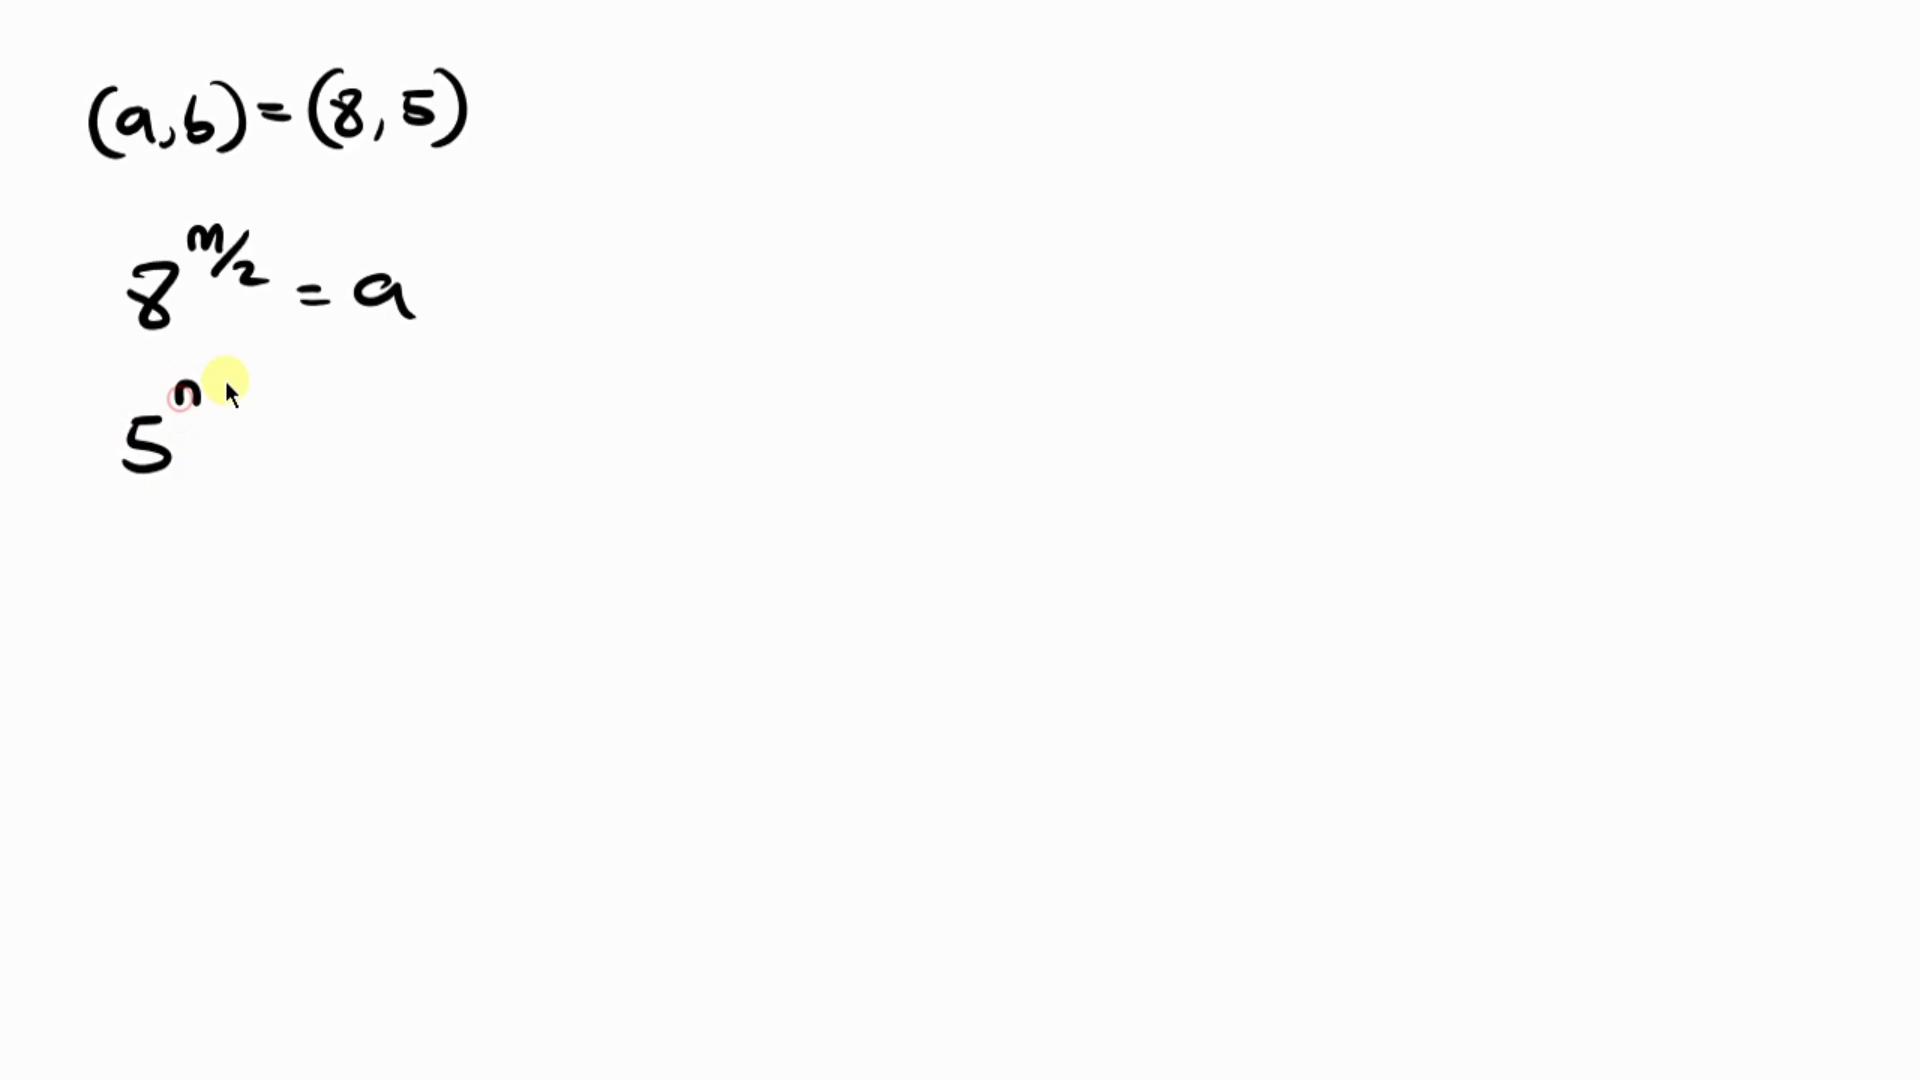 (a,b)=(8,5)
8^{m/2} = a
5^n